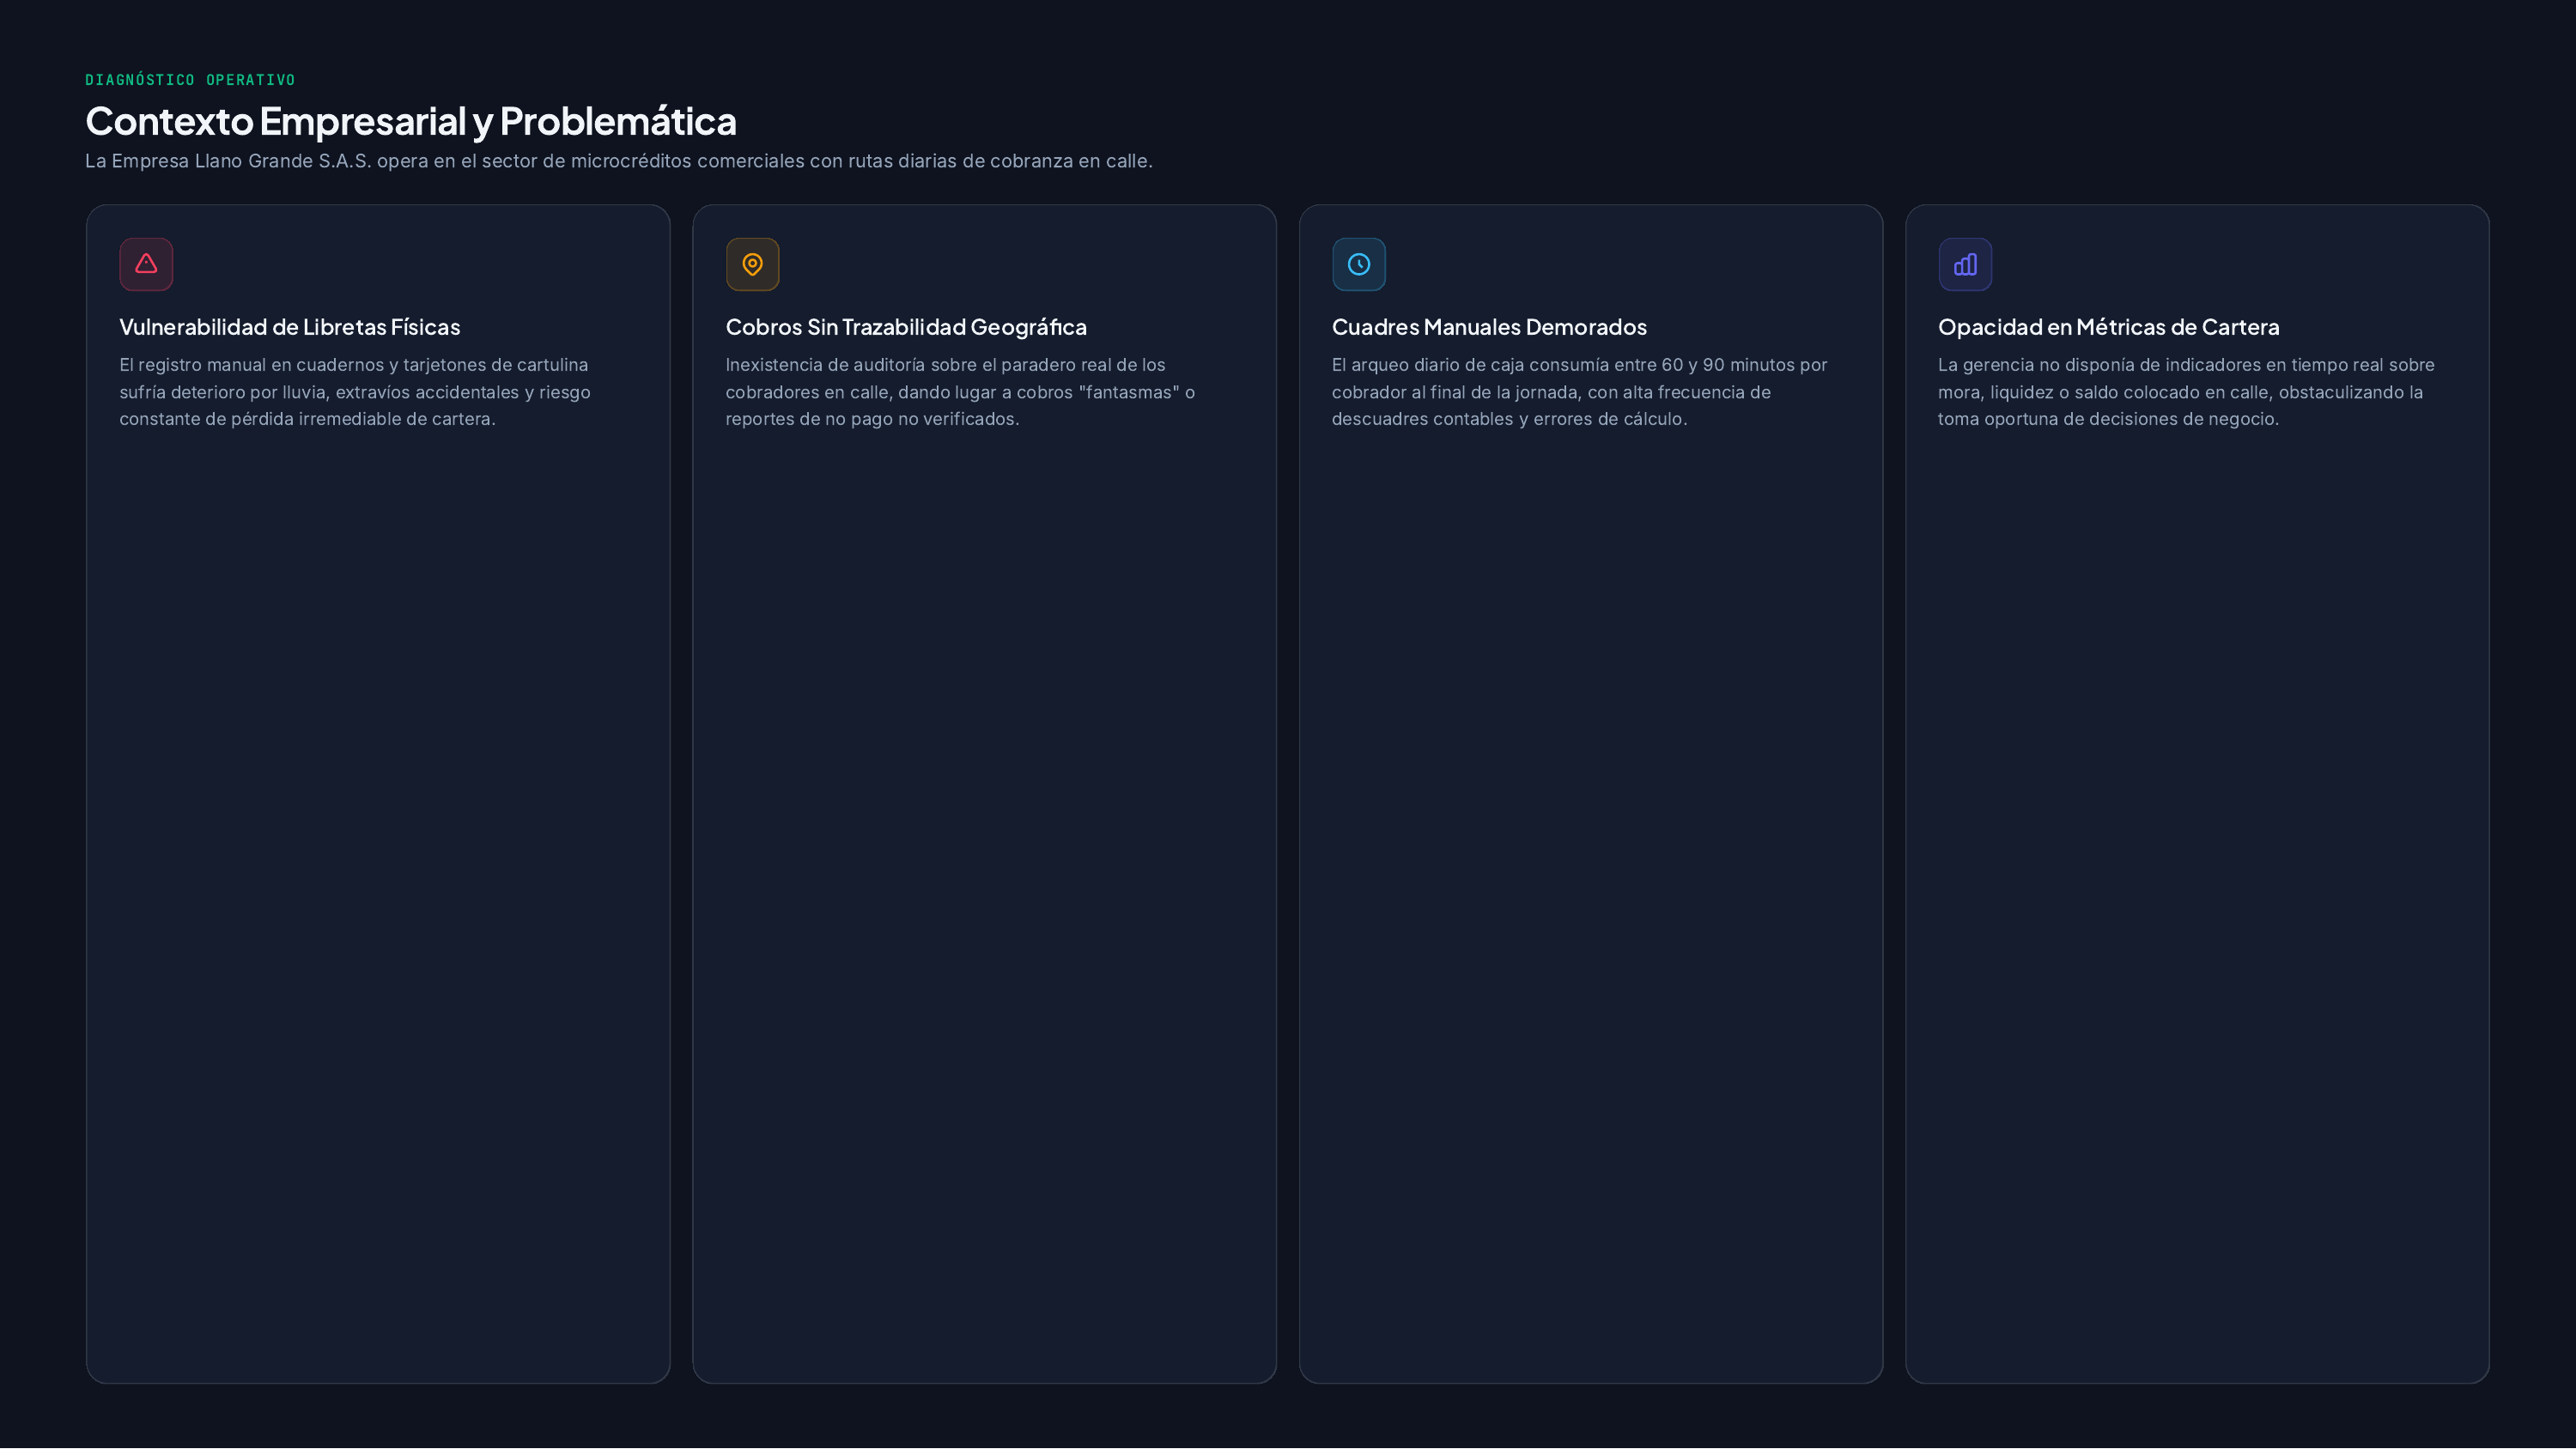 DIAGNÓSTICO OPERATIVO
Contexto Empresarial y Problemática
La Empresa Llano Grande S.A.S. opera en el sector de microcréditos comerciales con rutas diarias de cobranza en calle.
Vulnerabilidad de Libretas Físicas
El registro manual en cuadernos y tarjetones de cartulina
sufría deterioro por lluvia, extravíos accidentales y riesgo
constante de pérdida irremediable de cartera.
Cobros Sin Trazabilidad Geográfica
Inexistencia de auditoría sobre el paradero real de los
cobradores en calle, dando lugar a cobros "fantasmas" o
reportes de no pago no verificados.
Cuadres Manuales Demorados
El arqueo diario de caja consumía entre 60 y 90 minutos por
cobrador al final de la jornada, con alta frecuencia de
descuadres contables y errores de cálculo.
Opacidad en Métricas de Cartera
La gerencia no disponía de indicadores en tiempo real sobre
mora, liquidez o saldo colocado en calle, obstaculizando la
toma oportuna de decisiones de negocio.